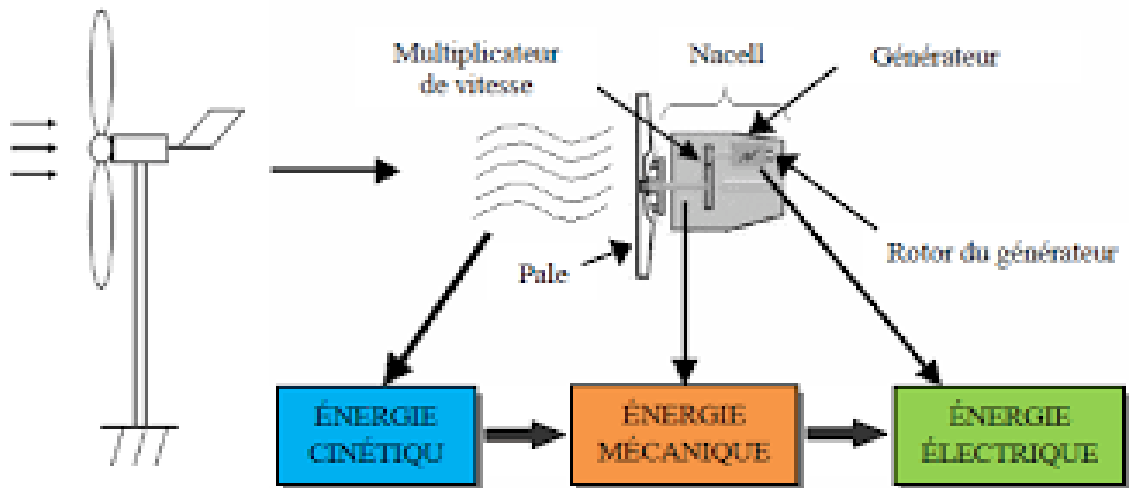 Multiplicateur
de vitesse
Nacell
Générateur
Pale
Rotor du générateur
ÉNERGIE
CINÉTIQU
ÉNERGIE
MÉCANIQUE
ÉNERGIE
ÉLECTRIQUE